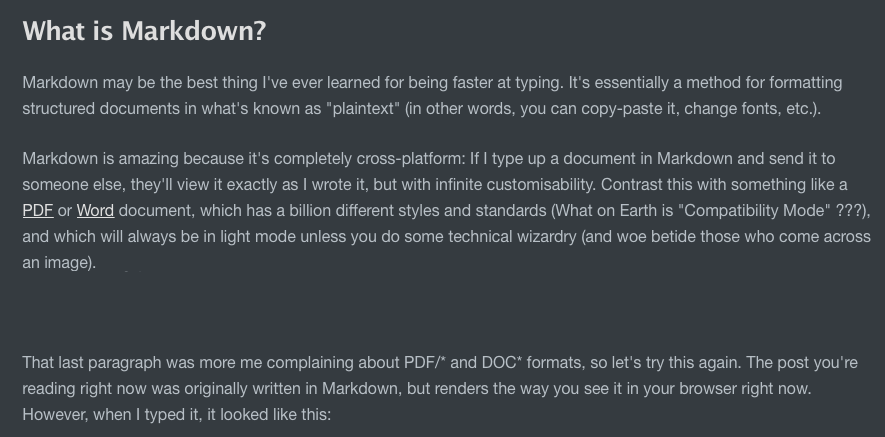 What is Markdown?
Markdown may be the best thing I've ever learned for being faster at typing. It's essentially a method for formatting
structured documents in what's known as "plaintext" (in other words, you can copy-paste it, change fonts, etc.).
Markdown is amazing because it's completely cross-platform: If I type up a document in Markdown and send it to
someone else, they'll view it exactly as I wrote it, but with infinite customisability. Contrast this with something like a
PDF or Word document, which has a billion different styles and standards (What on Earth is "Compatibility Mode" ???),
and which will always be in light mode unless you do some technical wizardry (and woe betide those who come across
an image).
That last paragraph was more me complaining about PDF/* and DOC* formats, so let's try this again. The post you're
reading right now was originally written in Markdown, but renders the way you see it in your browser right now.
However, when I typed it, it looked like this: